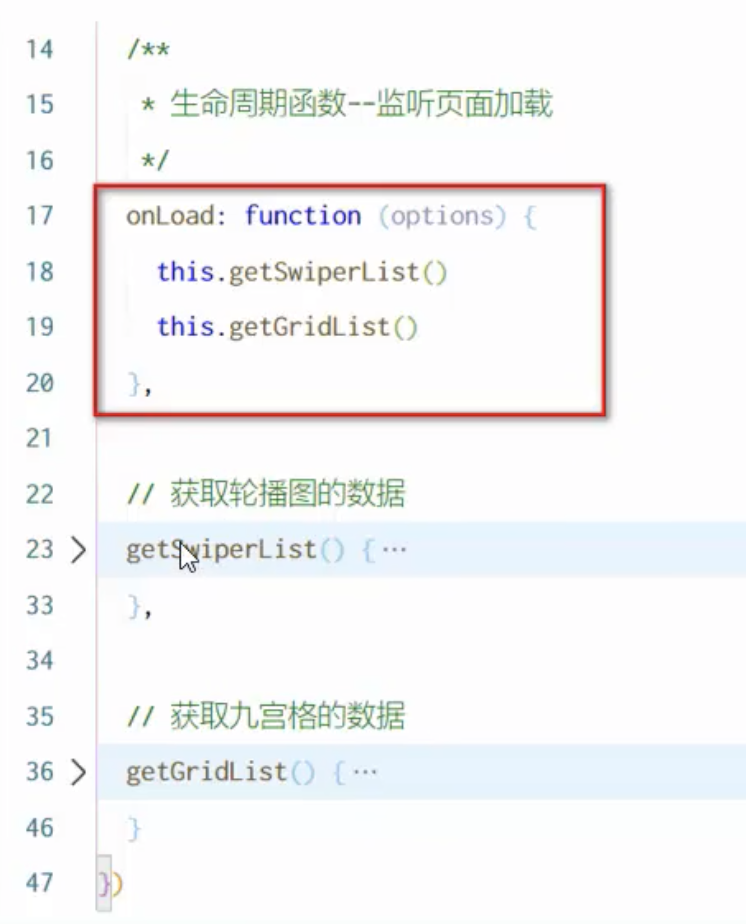 14 /**
15 * 生命周期函数--监听页面加载
16 */
17 onLoad: function (options) {
18 this.getSwiperList()
19 this.getGridList()
20 },
21
22 // 获取轮播图的数据
23 getSwiperList() { ···
33 },
34
35 // 获取九宫格的数据
36 getGridList() { ···
46 }
47 })